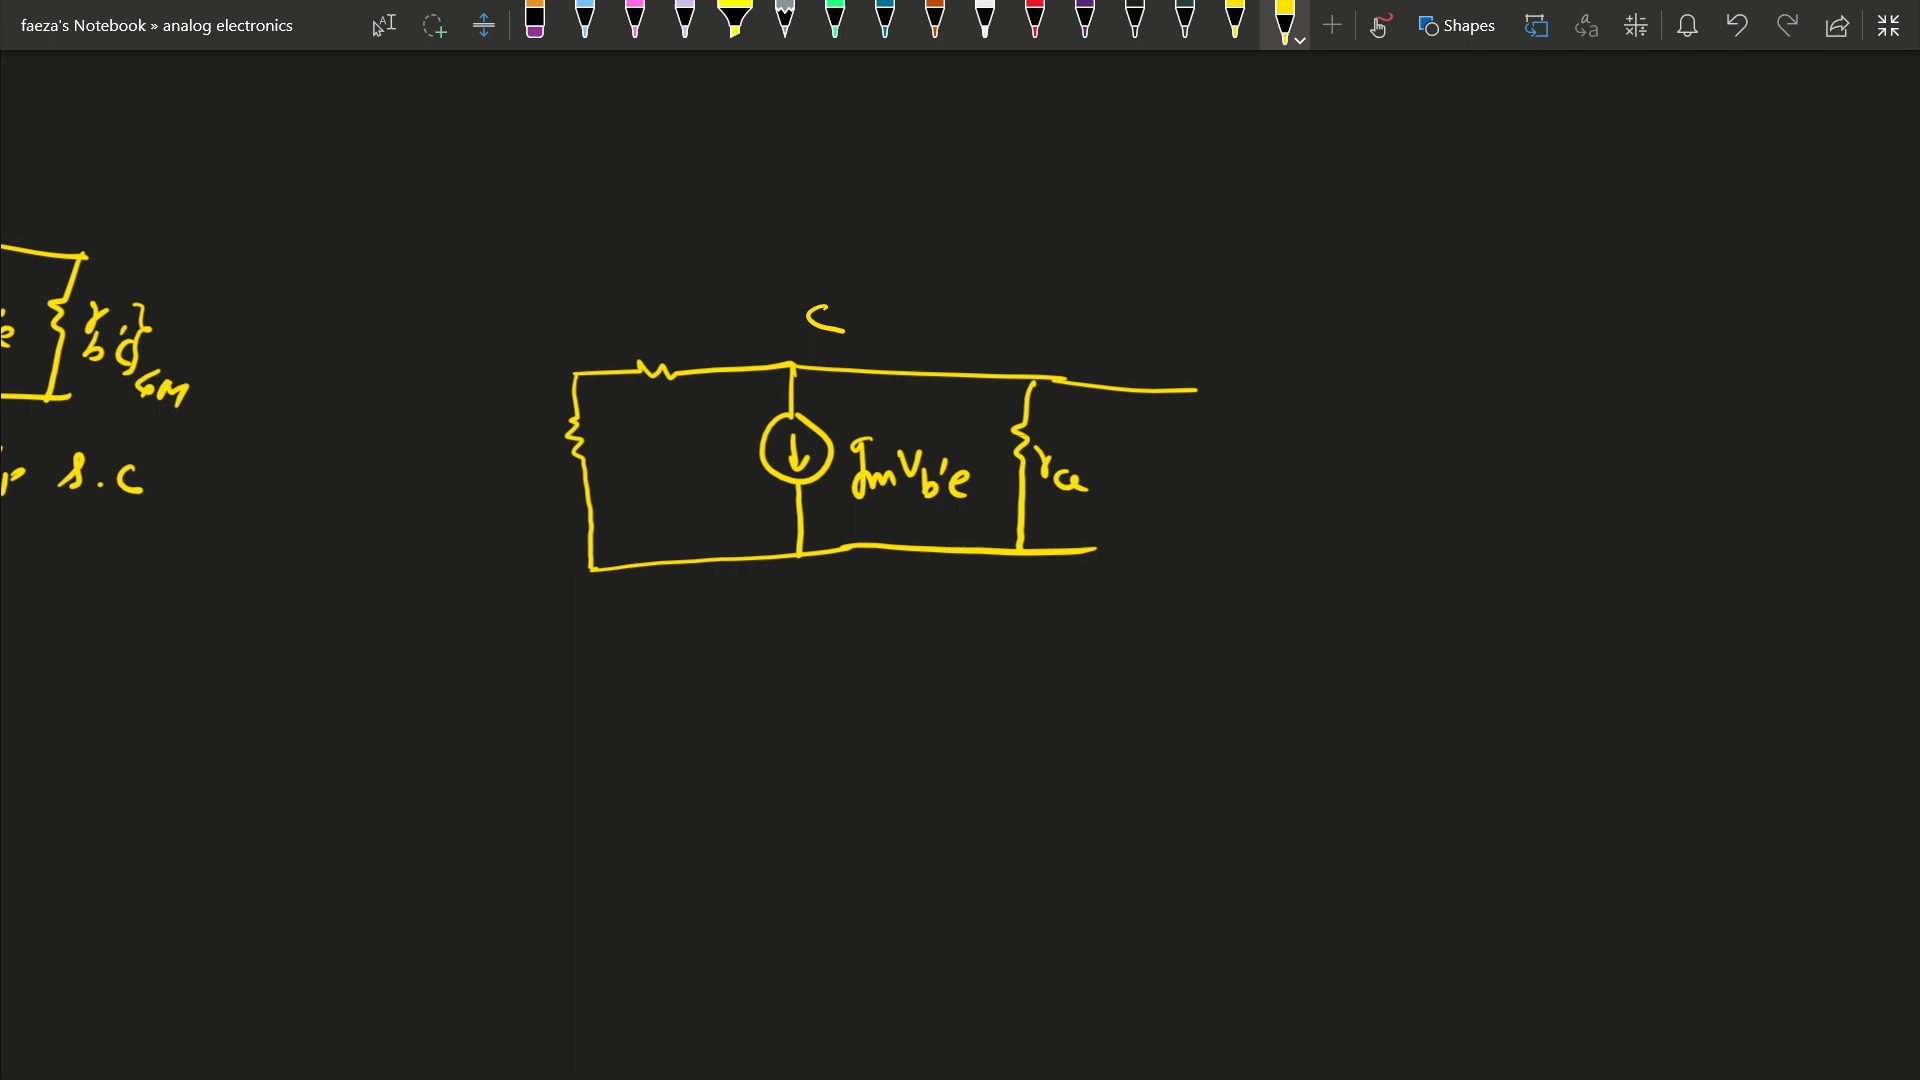 faeza's Notebook » analog electronics
Shapes
C
s.c
gmVb'e
rce